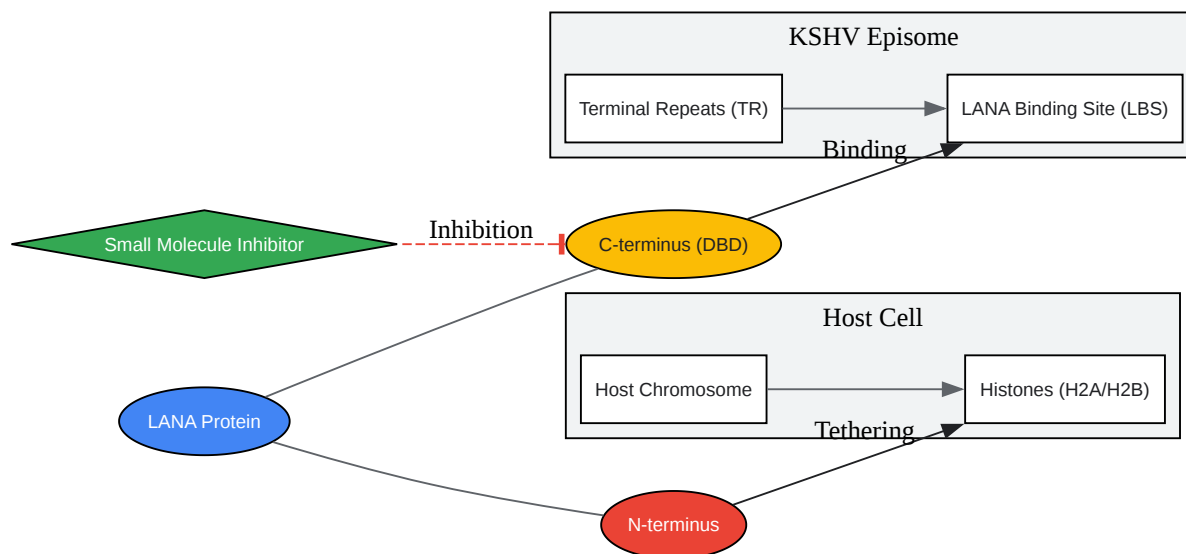 KSHV Episome
Terminal Repeats (TR)
LANA Binding Site (LBS)
Binding
Small Molecule Inhibitor
Inhibition
C-terminus (DBD)
Host Cell
Host Chromosome
Histones (H2A/H2B)
LANA Protein
Tethering
N-terminus